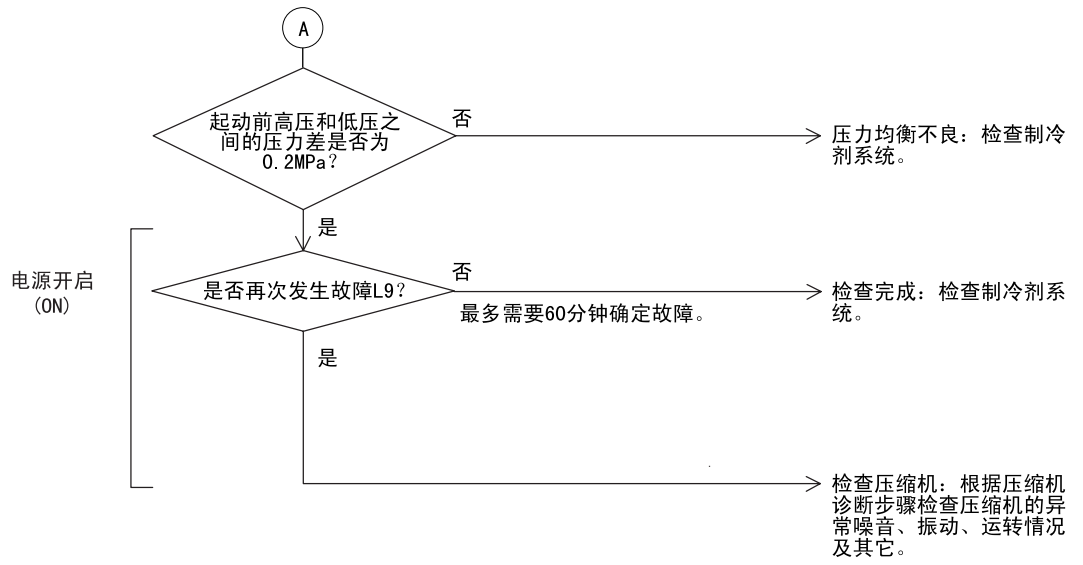 A
起动前高压和低压之
间的压力差是否为
0.2MPa?
否
压力均衡不良: 检查制冷
剂系统。
是
电源开启
(ON)
是否再次发生故障L9?
否
最多需要60分钟确定故障。
检查完成: 检查制冷剂系
统。
是
检查压缩机: 根据压缩机
诊断步骤检查压缩机的异
常噪音、振动、运转情况
及其它。